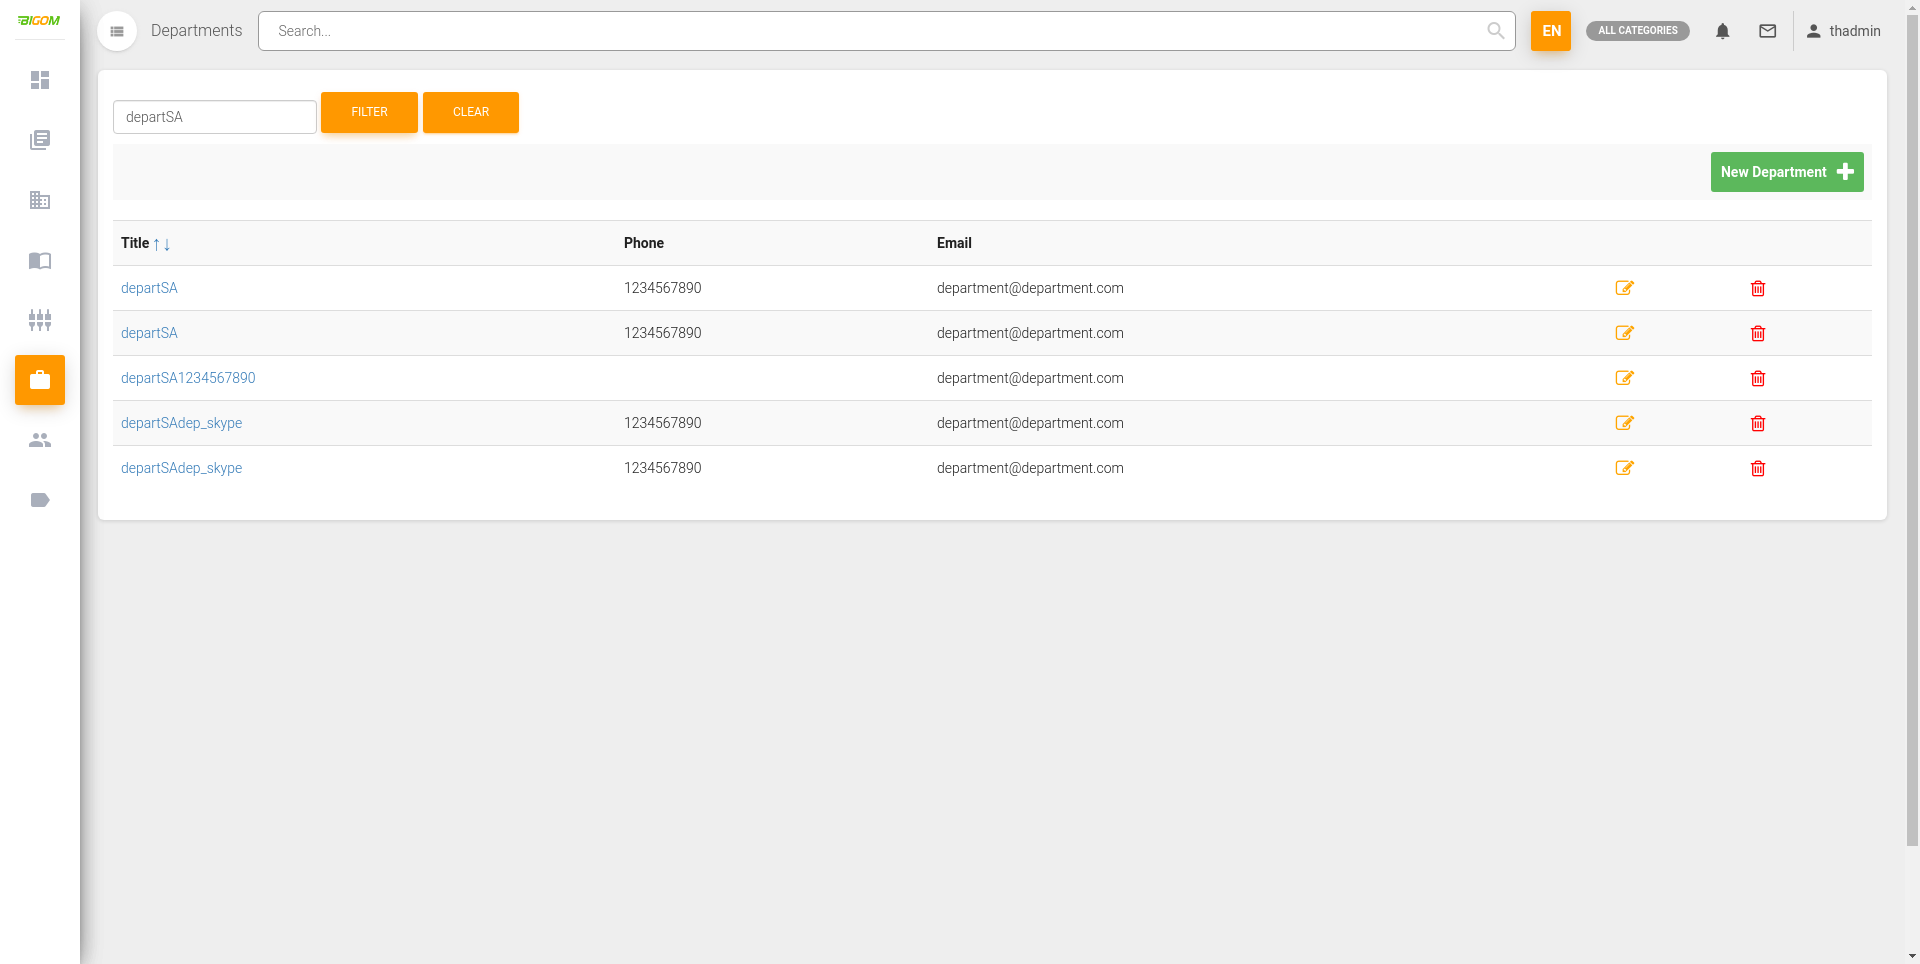 BIGOM
Departments
Search...
EN
ALL CATEGORIES
thadmin
departSA
FILTER
CLEAR
New Department
Title ↑↓ Phone Email
departSA 1234567890 department@department.com
departSA 1234567890 department@department.com
departSA1234567890 department@department.com
departSAdep_skype 1234567890 department@department.com
departSAdep_skype 1234567890 department@department.com